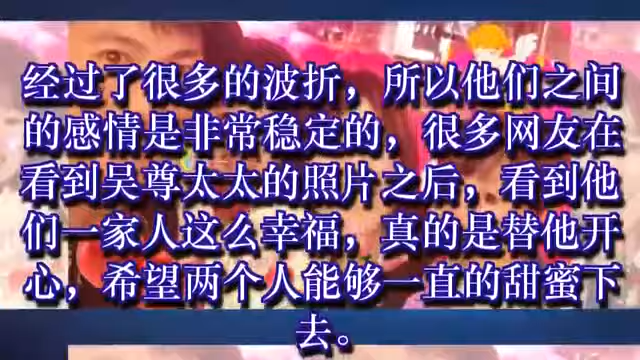 经过了很多的波折，所以他们之间
的感情是非常稳定的，很多网友在
看到吴尊太太的照片之后，看到他
们一家人这么幸福，真的是替他开
心，希望两个人能够一直的甜蜜下
去。